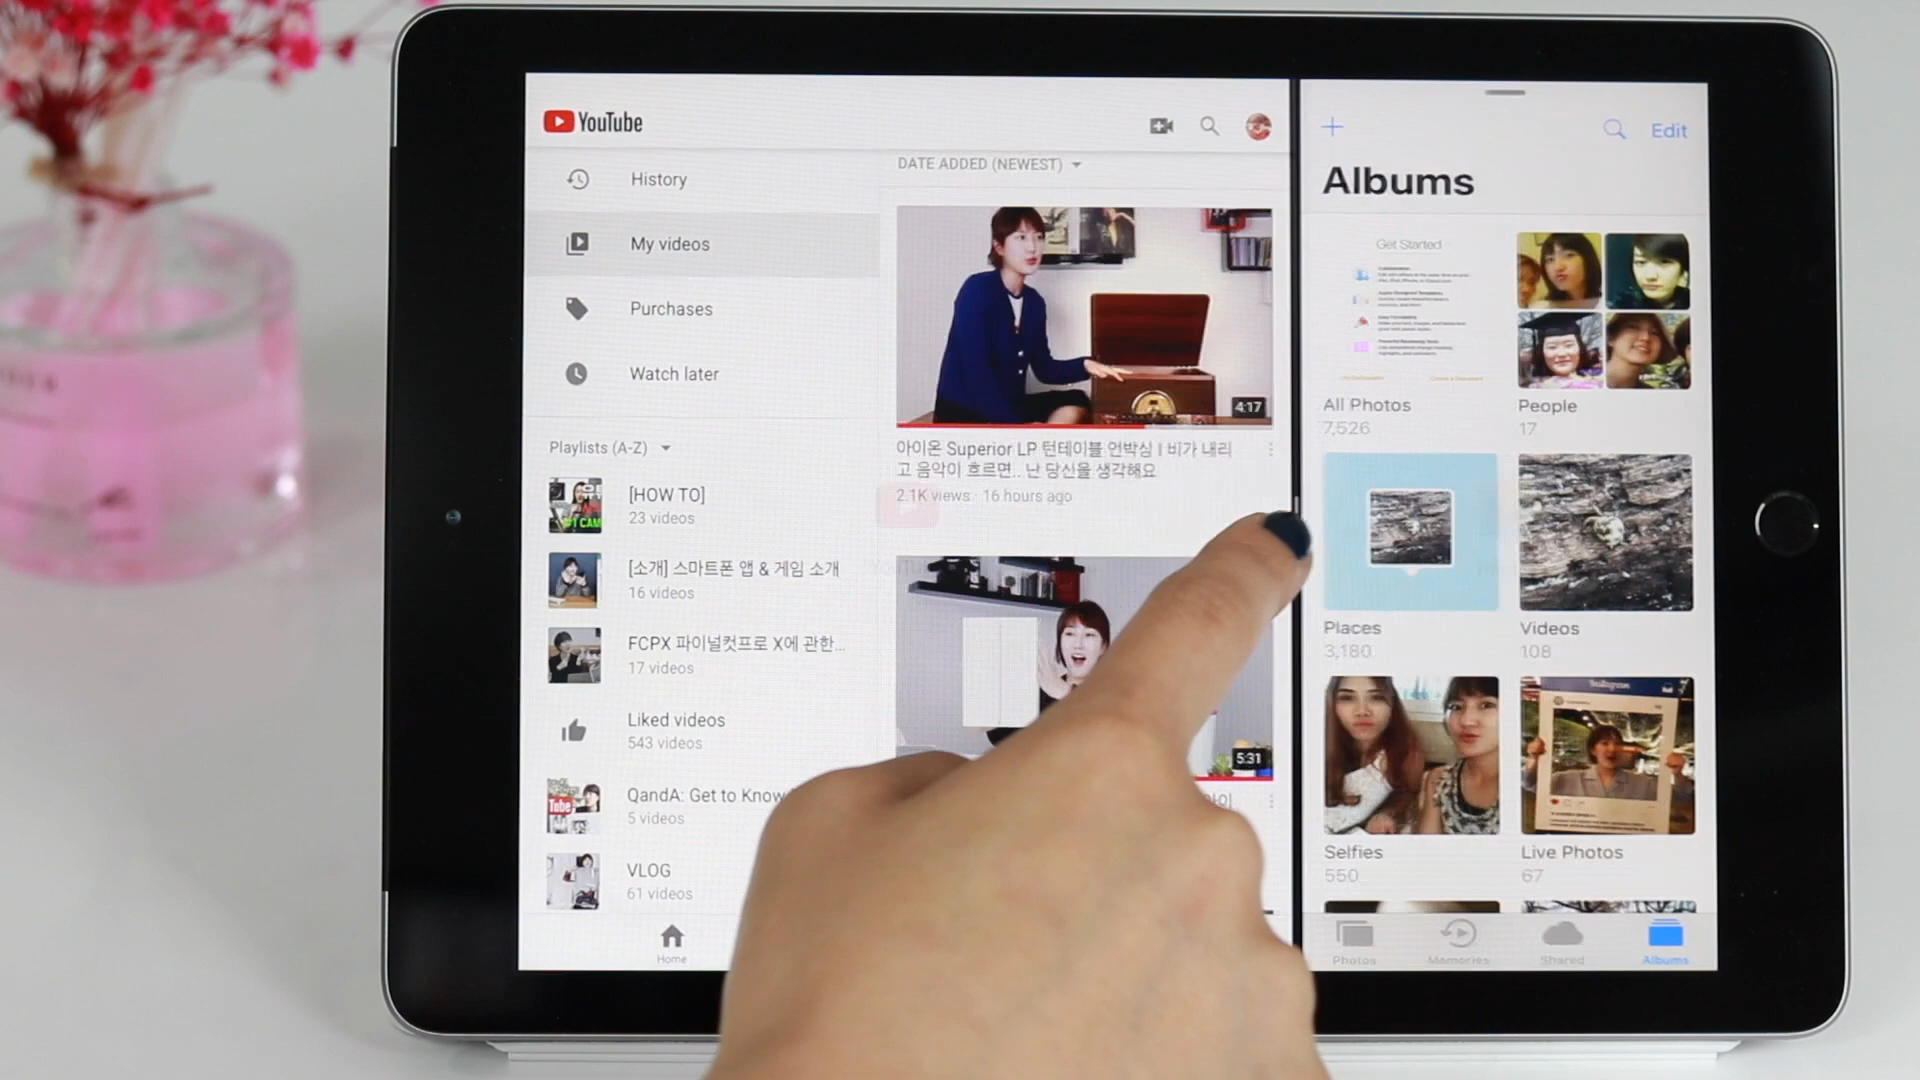 YouTube
History
My videos
Purchases
Watch later
Playlists (A-Z)
[HOW TO]
23 videos
[소개] 스마트폰 앱 & 게임 소개
16 videos
FCPX 파이널컷프로 X에 관한...
17 videos
Liked videos
543 videos
QandA: Get to Know
5 videos
VLOG
61 videos
Home
DATE ADDED (NEWEST)
4:17
아이온 Superior LP 턴테이블 언박싱 | 비가 내리
고 음악이 흐르면.. 난 당신을 생각해요
2.1K views · 16 hours ago
5:31
Edit
Albums
Get Started
All Photos
7,526
People
17
Places
3,180
Videos
108
Instagram
Selfies
550
Live Photos
67
Photos
Memories
Shared
Albums